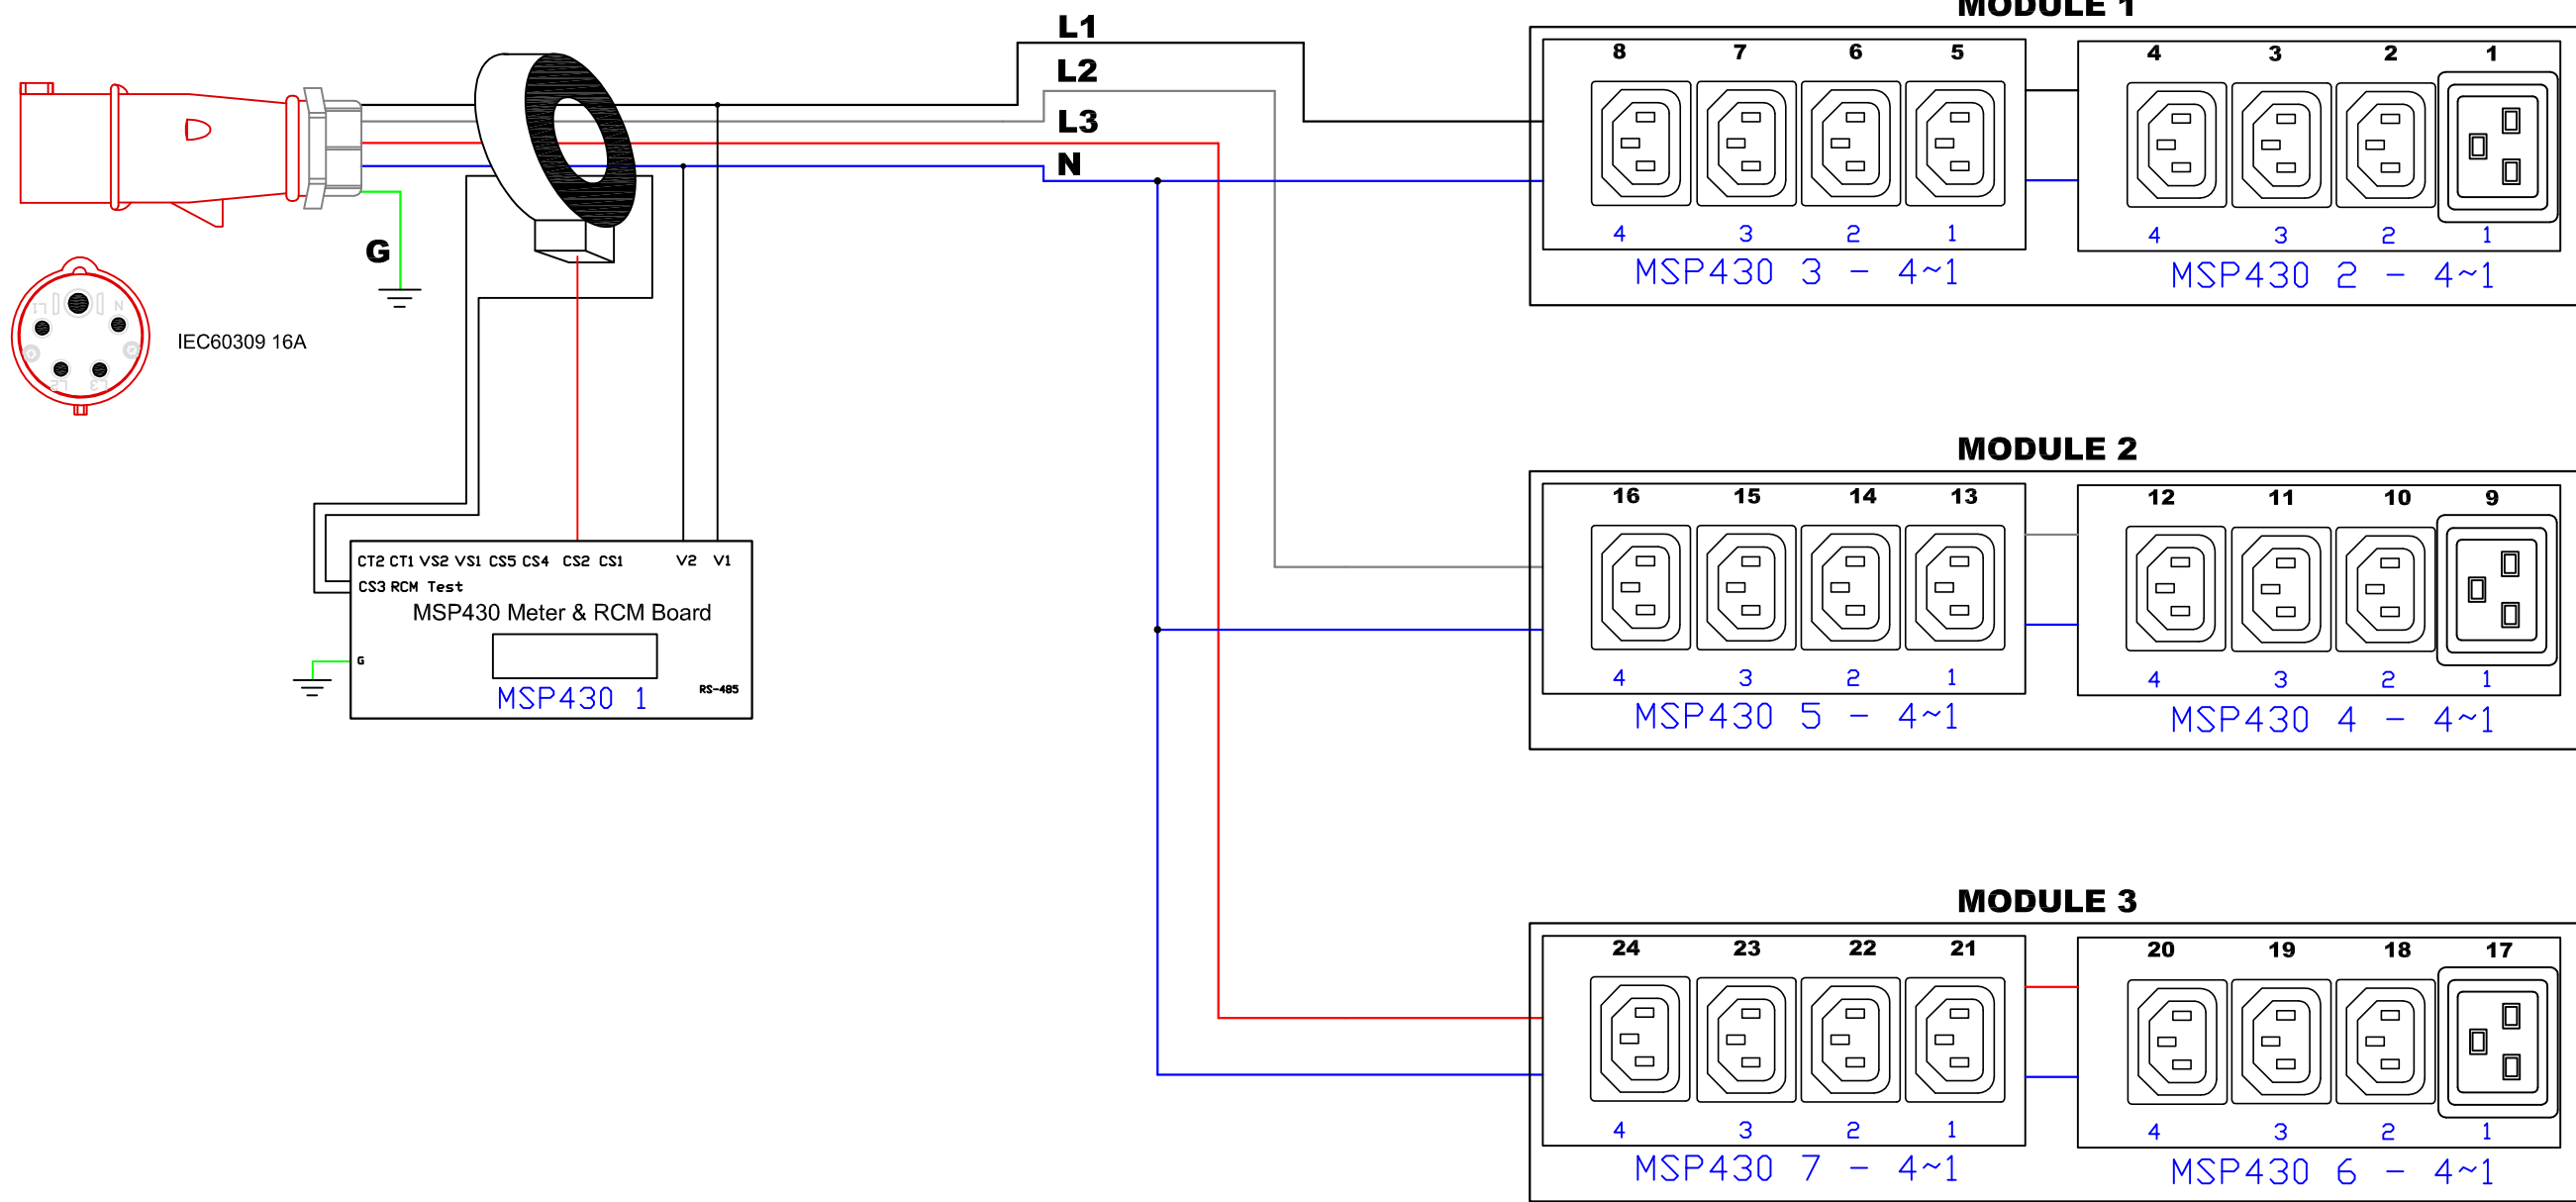 MODULE 1
L1
L2
L3
N
G
IEC60309 16A
8 7 6 5
4 3 2 1
4 3 2 1
4 3 2 1
MSP430 3 - 4~1
MSP430 2 - 4~1
L1 N
L2 L3
CT2 CT1 VS2 VS1 CS5 CS4 CS2 CS1 V2 V1
CS3 RCM Test
MSP430 Meter & RCM Board
G
RS-485
MSP430 1
MODULE 2
16 15 14 13
12 11 10 9
4 3 2 1
4 3 2 1
MSP430 5 - 4~1
MSP430 4 - 4~1
MODULE 3
24 23 22 21
20 19 18 17
4 3 2 1
4 3 2 1
MSP430 7 - 4~1
MSP430 6 - 4~1